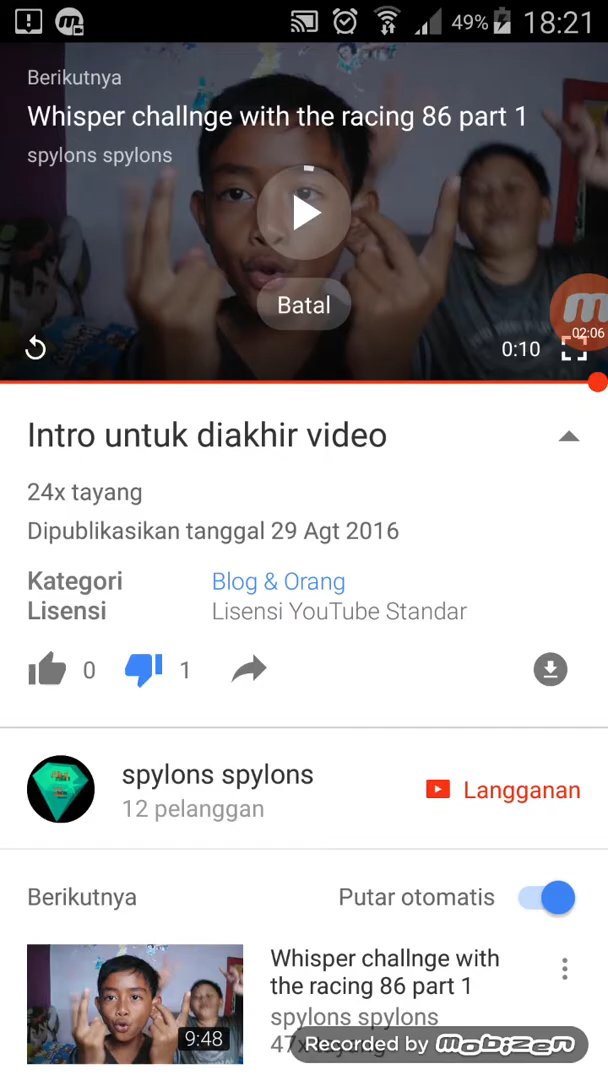 49% 18:21
Berikutnya
Whisper challnge with the racing 86 part 1
spylons spylons
Batal
02:06
0:10
Intro untuk diakhir video
24x tayang
Dipublikasikan tanggal 29 Agt 2016
Kategori Blog & Orang
Lisensi Lisensi YouTube Standar
0 1
spylons spylons
12 pelanggan
Langganan
Berikutnya Putar otomatis
Whisper challnge with
the racing 86 part 1
spylons spylons
9:48
Recorded by mobizen